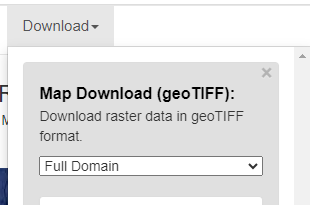 Download
×
Map Download (geoTIFF):
Download raster data in geoTIFF
format.
Full Domain